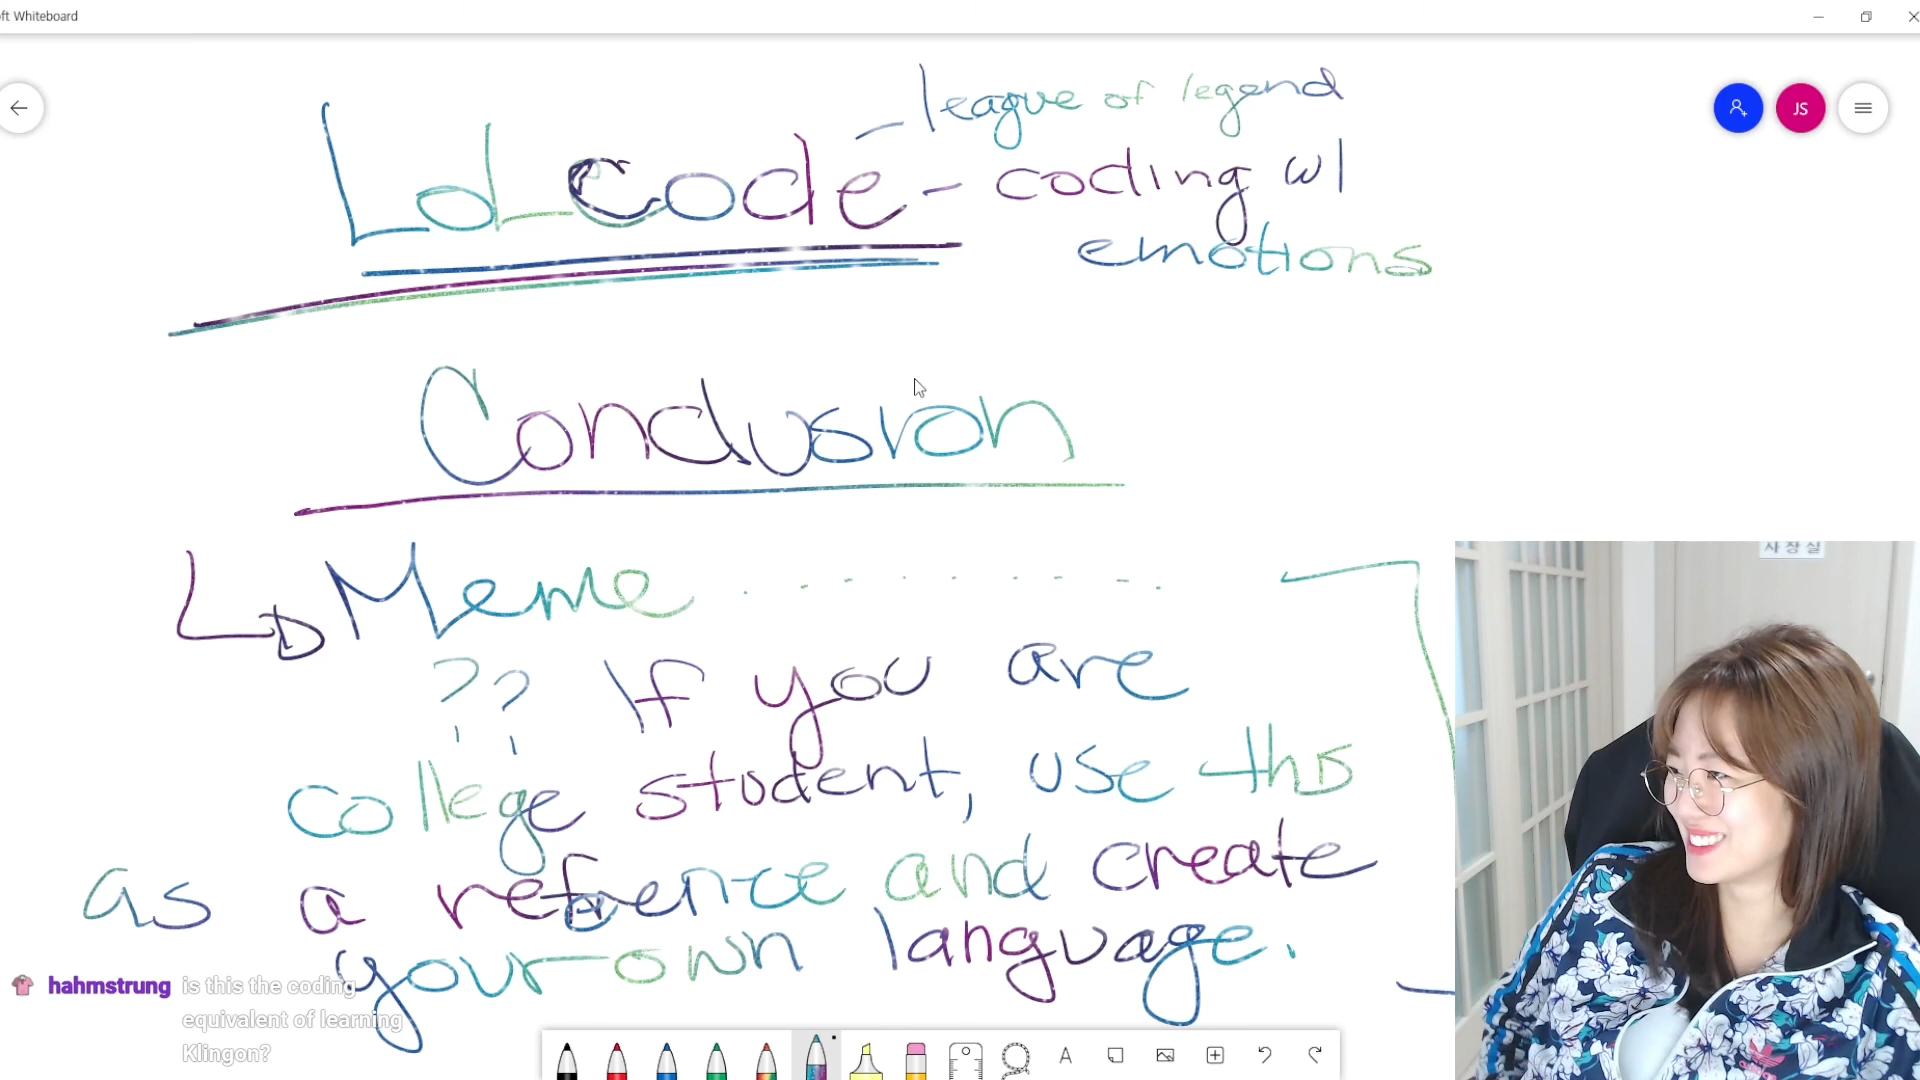 ft Whiteboard
JS
league of legend
LoLCode - coding w/
emotions
Conclusion
Meme ..........
?? If you are
college student, use this
as a reference and create
your own language.
hahmstrung is this the coding
equivalent of learning
Klingon?
사장실